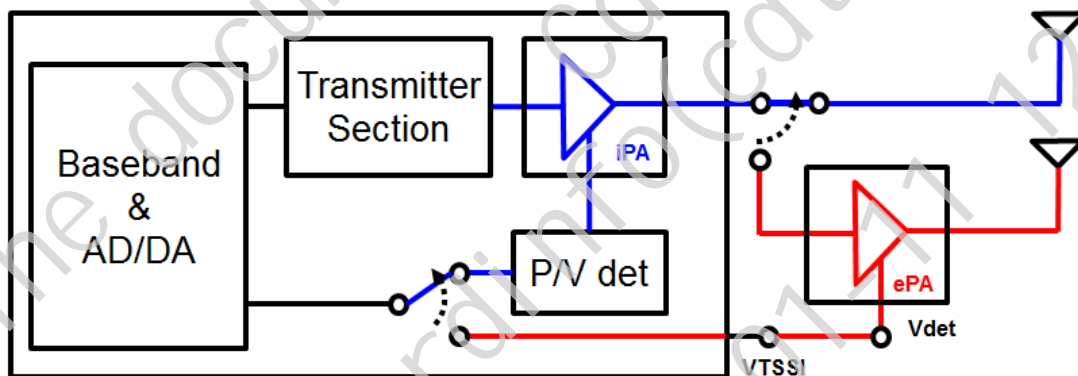 Transmitter
Section
iPA
Baseband
&
AD/DA
P/V det
ePA
Vdet
VTSSI